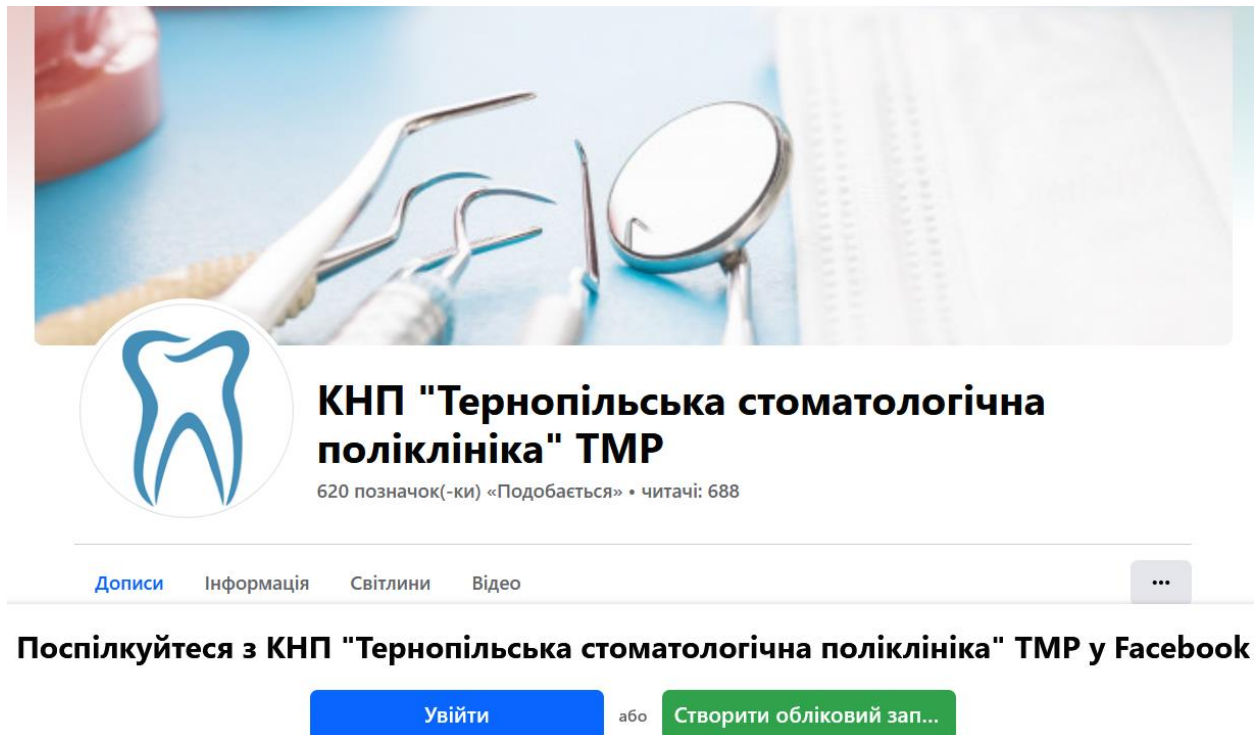 КНП "Тернопільська стоматологічна
поліклініка" ТМР
620 позначок(-ки) «Подобається» • читачі: 688
Дописи Інформація Світлини Відео
Поспілкуйтеся з КНП "Тернопільська стоматологічна поліклініка" ТМР у Facebook
Увійти або Створити обліковий зап...